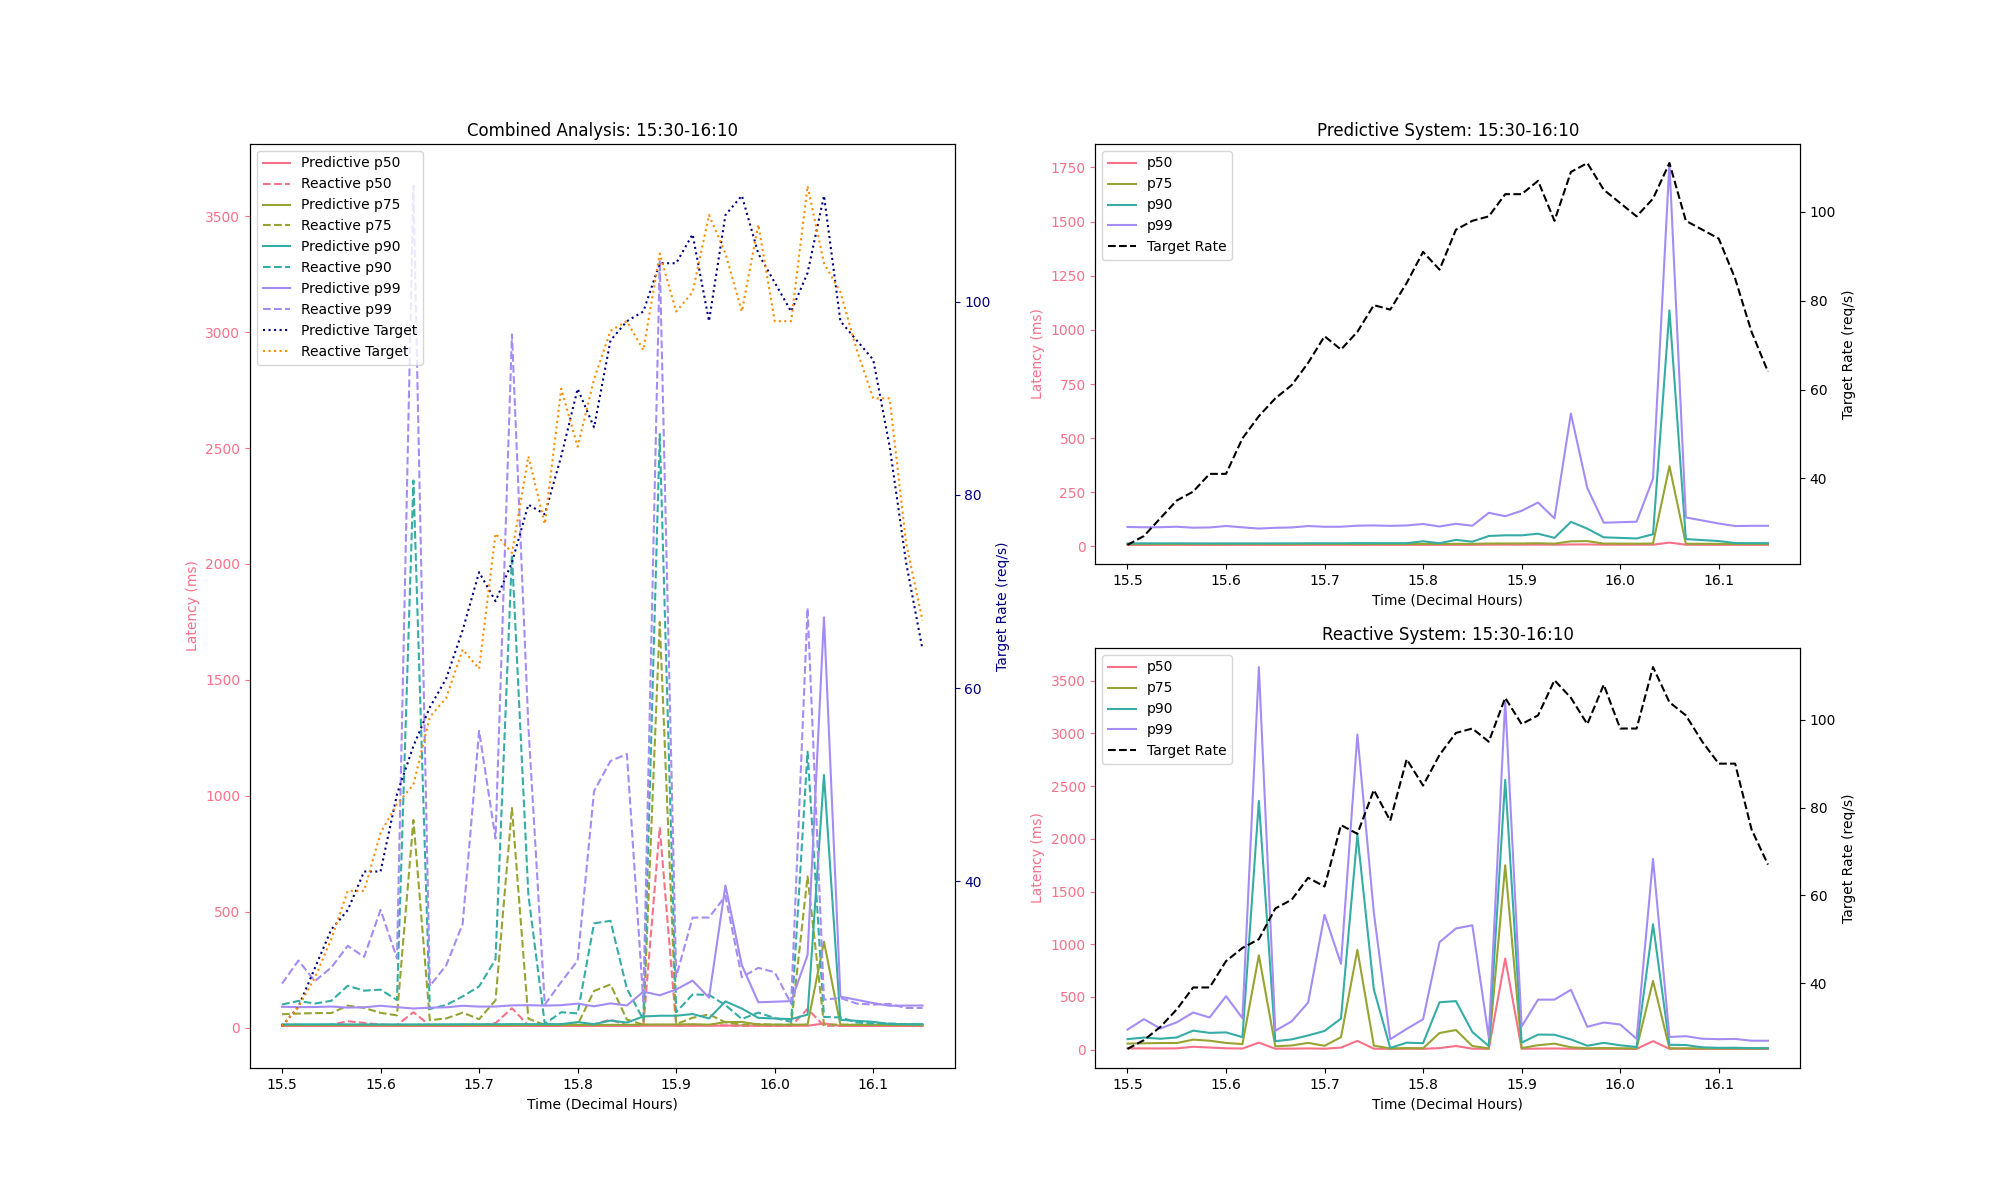 Combined Analysis: 15:30-16:10
Predictive p50
Reactive p50
Predictive p75
Reactive p75
Predictive p90
Reactive p90
Predictive p99
Reactive p99
Predictive Target
Reactive Target
3500
3000
2500
2000
1500
1000
500
0
Latency (ms)
100
80
60
40
Target Rate (req/s)
15.5 15.6 15.7 15.8 15.9 16.0 16.1
Time (Decimal Hours)
Predictive System: 15:30-16:10
p50
p75
p90
p99
Target Rate
1750
1500
1250
1000
750
500
250
0
Latency (ms)
100
80
60
40
Target Rate (req/s)
15.5 15.6 15.7 15.8 15.9 16.0 16.1
Time (Decimal Hours)
Reactive System: 15:30-16:10
p50
p75
p90
p99
Target Rate
3500
3000
2500
2000
1500
1000
500
0
Latency (ms)
100
80
60
40
Target Rate (req/s)
15.5 15.6 15.7 15.8 15.9 16.0 16.1
Time (Decimal Hours)